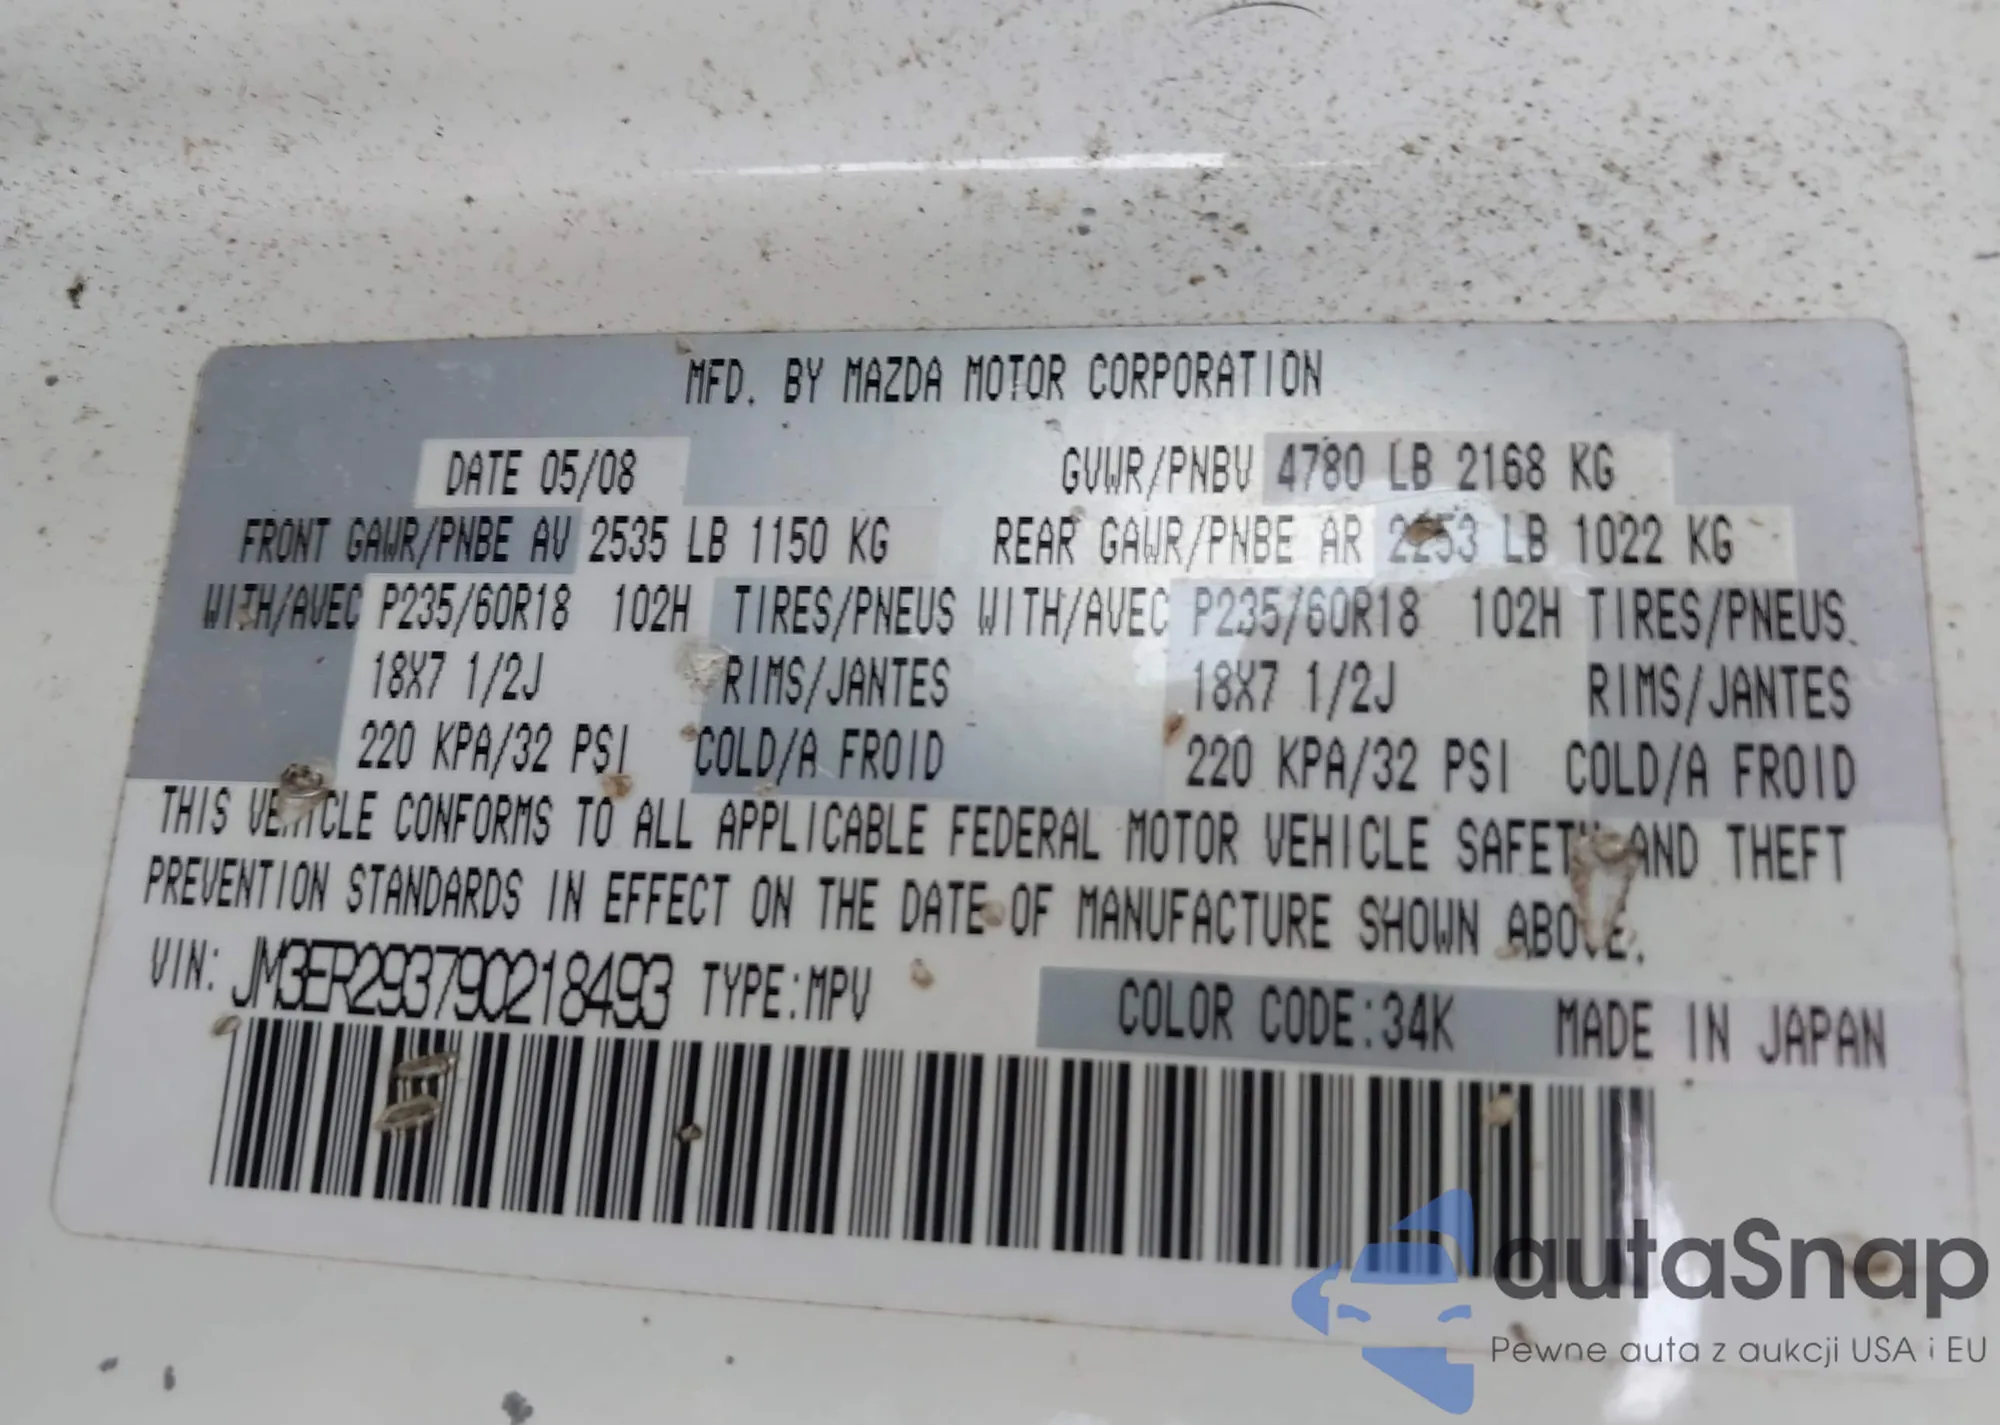 MFD. BY MAZDA MOTOR CORPORATION
DATE 05/08 GVWR/PNBV 4780 LB 2168 KG
FRONT GAWR/PNBE AV 2535 LB 1150 KG REAR GAWR/PNBE AR 2253 LB 1022 KG
WITH/AVEC P235/60R18 102H TIRES/PNEUS WITH/AVEC P235/60R18 102H TIRES/PNEUS
18X7 1/2J RIMS/JANTES 18X7 1/2J RIMS/JANTES
220 KPA/32 PSI COLD/A FROID 220 KPA/32 PSI COLD/A FROID
THIS VEHICLE CONFORMS TO ALL APPLICABLE FEDERAL MOTOR VEHICLE SAFETY AND THEFT
PREVENTION STANDARDS IN EFFECT ON THE DATE OF MANUFACTURE SHOWN ABOVE.
VIN: JM3ER293790218493 TYPE:MPV COLOR CODE:34K MADE IN JAPAN
autaSnap
Pewne auta z aukcji USA i EU